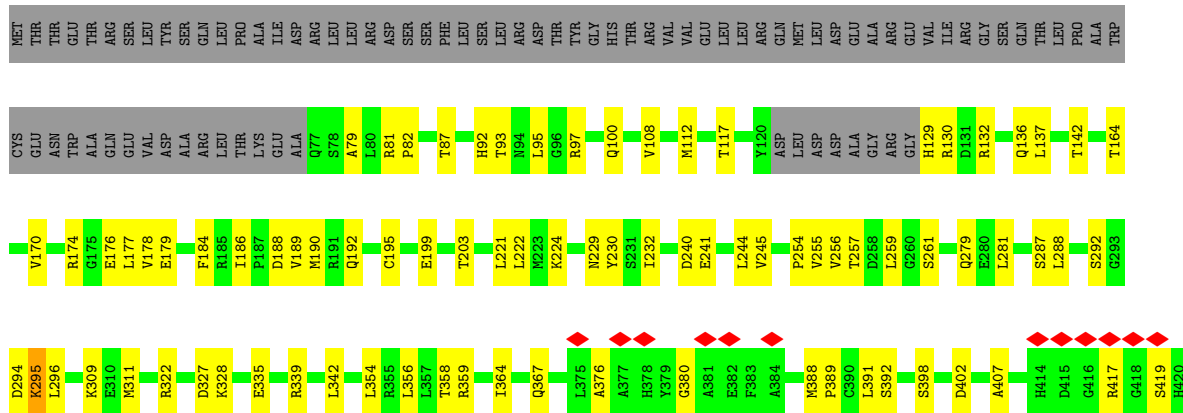 MET THR THR GLU THR ARG SER LEU TYR SER GLN LEU PRO ALA ILE ASP ARG LEU LEU ARG ASP SER SER PHE LEU SER LEU ARG ASP THR TYR GLY HIS THR ARG VAL VAL GLU LEU LEU ARG GLN MET LEU ASP GLU ALA ARG GLU VAL ILE ARG GLY SER GLN THR LEU PRO ALA TRP
CYS GLU ASN TRP ALA GLN GLU VAL ASP ALA ARG LEU THR LYS GLU ALA Q77 S78 A79 L80 R81 P82 T87 H92 T93 N94 L95 G96 R97 Q100 V108 M112 T117 Y120 ASP LEU ASP ASP ALA GLY ARG GLY H129 R130 D131 R132 Q136 L137 T142 T164
V170 R174 G175 E176 L177 V178 E179 F184 R185 I186 P187 D188 V189 M190 R191 Q192 C195 E199 T203 L221 L222 M223 K224 N229 Y230 S231 I232 D240 E241 L244 V245 P254 V255 V256 T257 D258 L259 G260 S261 Q279 E280 L281 S287 L288 S292 G293
D294 K295 L296 K309 E310 M311 R322 D327 K328 E335 R339 L342 L354 R355 L356 L357 T358 R359 I364 Q367 L375 A376 A377 H378 Y379 G380 A381 E382 F383 A384 M388 P389 C390 L391 S392 S398 D402 A407 H414 D415 G416 R417 G418 S419 H420